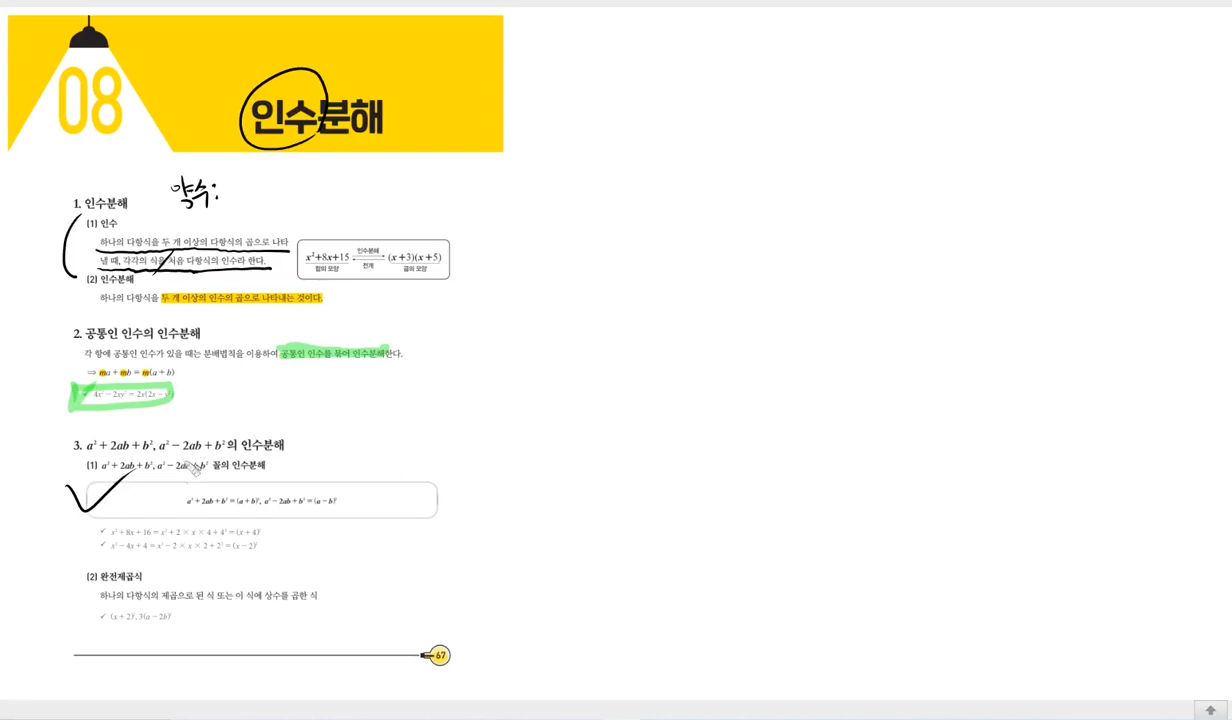 08
인수분해
약수:
1. 인수분해
(1) 인수
하나의 다항식을 두 개 이상의 다항식의 곱으로 나타
낼 때, 각각의 식을 처음 다항식의 인수라 한다.
x²+8x+15 인수분해 전개 (x+3)(x+5)
합의 모양 곱의 모양
(2) 인수분해
하나의 다항식을 두 개 이상의 인수의 곱으로 나타내는 것이다.
2. 공통인 인수의 인수분해
각 항에 공통인 인수가 있을 때는 분배법칙을 이용하여 공통인 인수를 묶어 인수분해한다.
⇒ ma+mb=m(a+b)
✓ 4x²−2xy²=2x(2x−y²)
3. a²+2ab+b², a²−2ab+b²의 인수분해
(1) a²+2ab+b², a²−2ab+b² 꼴의 인수분해
a²+2ab+b²=(a+b)², a²−2ab+b²=(a−b)²
✓ x²+8x+16=x²+2×x×4+4²=(x+4)²
✓ x²−4x+4=x²−2×x×2+2²=(x−2)²
(2) 완전제곱식
하나의 다항식의 제곱으로 된 식 또는 이 식에 상수를 곱한 식
✓ (x+2)², 3(a−2b)²
67